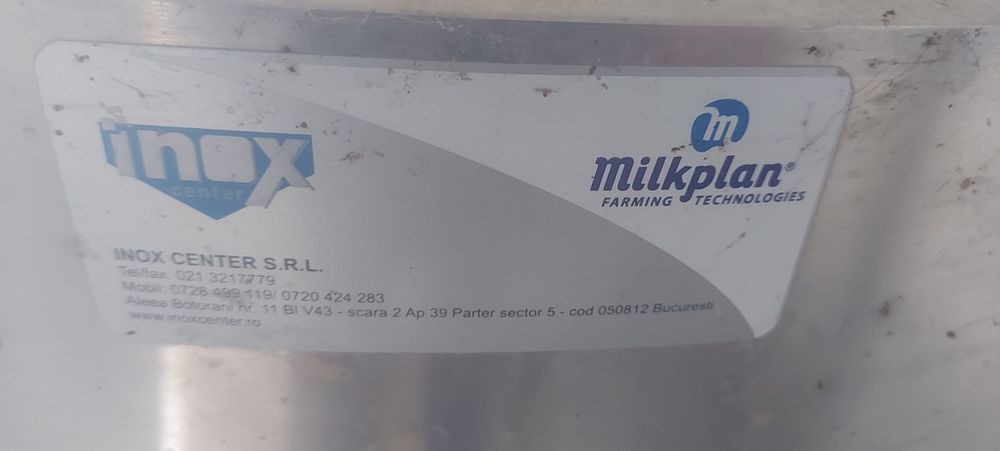 inox
center
m
Milkplan®
FARMING TECHNOLOGIES
INOX CENTER S.R.L.
Tel/fax: 021 3217779
Mobil: 0728 499 119/ 0720 424 283
Aleea Botorani nr. 11 Bl V43 - scara 2 Ap 39 Parter sector 5 - cod 050812 Bucuresti
www.inoxcenter.ro